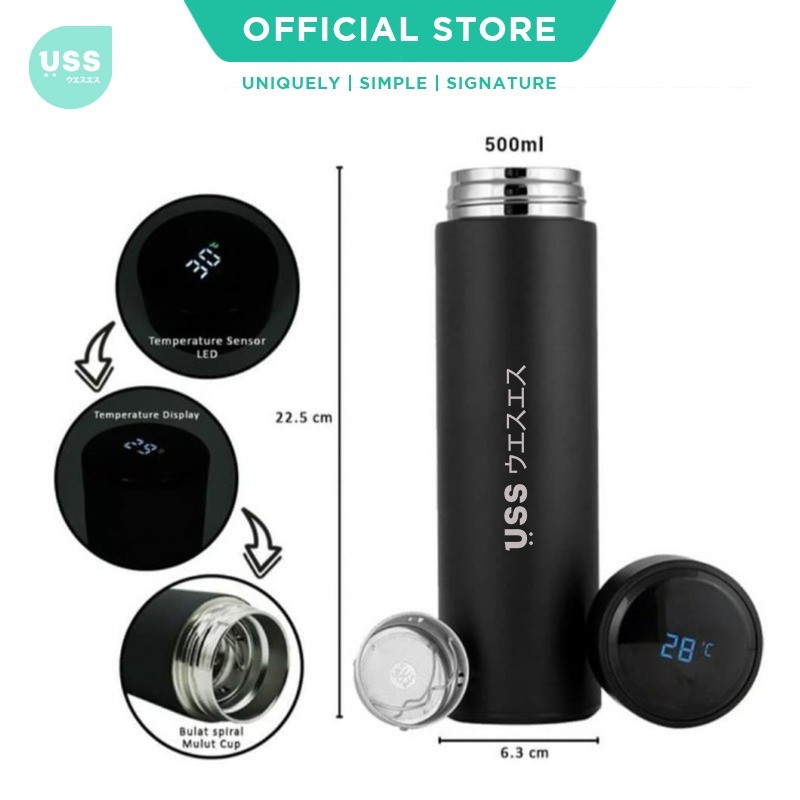 OFFICIAL STORE
USS
ウエスエス
UNIQUELY | SIMPLE | SIGNATURE
500ml
30 °C
Temperature Sensor
LED
Temperature Display
29
22.5 cm
USS ウエスエス
28 °C
Bulat spiral
Mulut Cup
6.3 cm